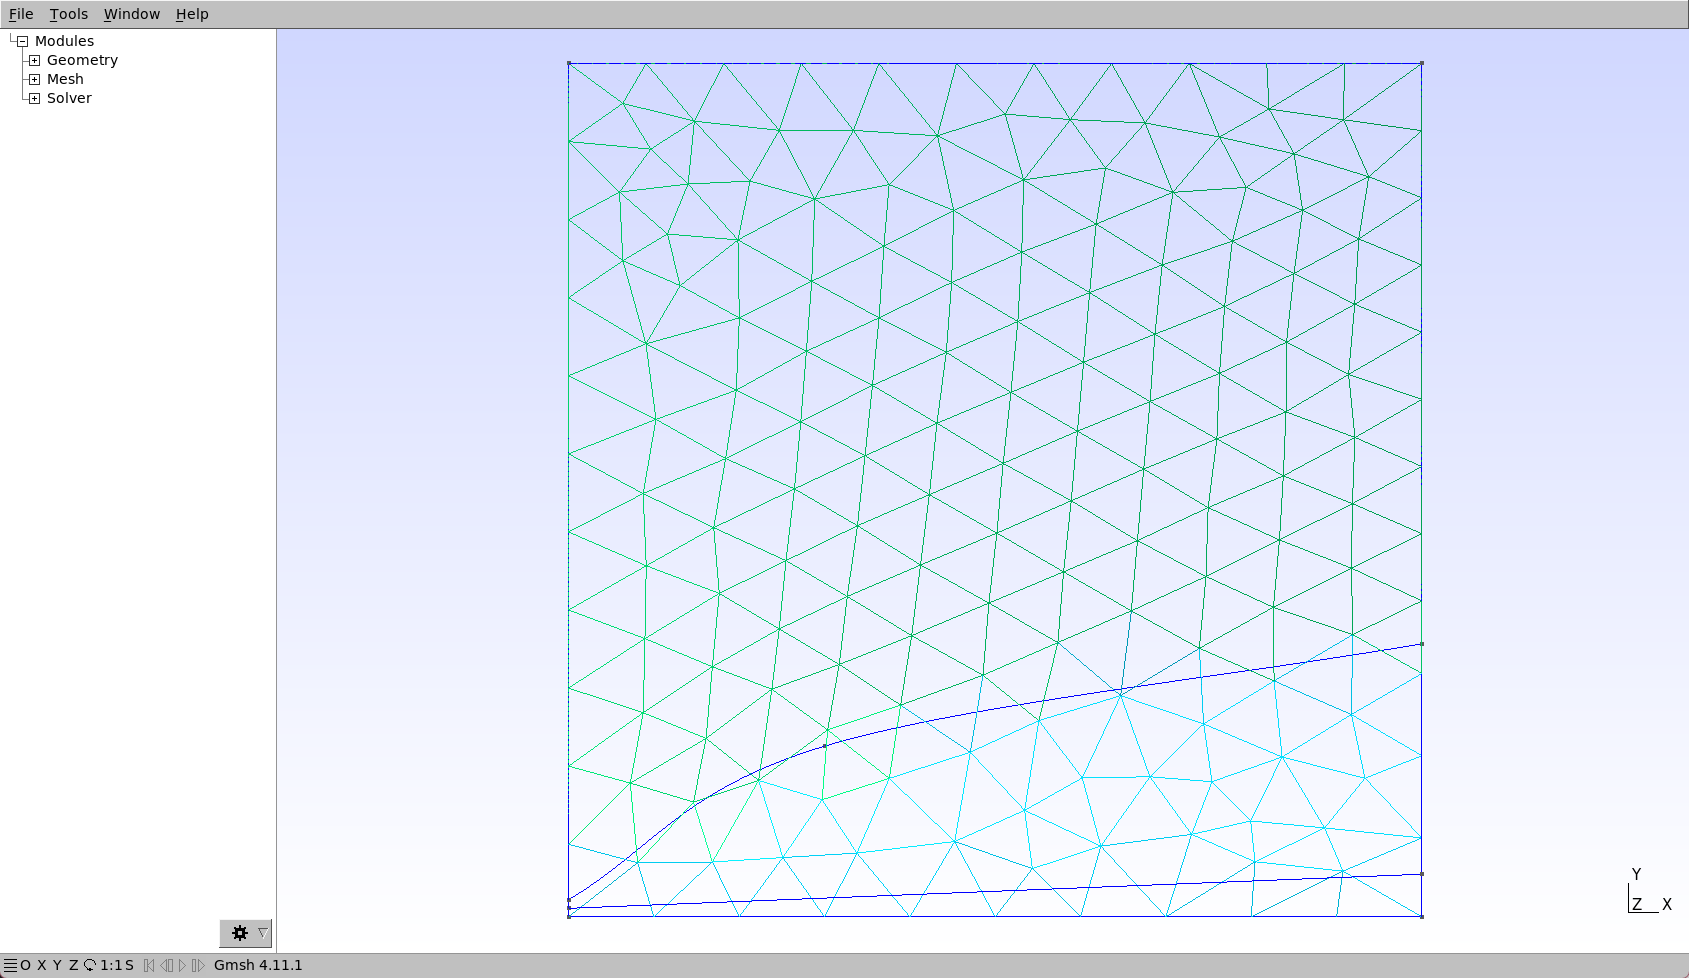 File Tools Window Help
Modules
Geometry
Mesh
Solver
Y
Z X
O X Y Z 1:1 S Gmsh 4.11.1